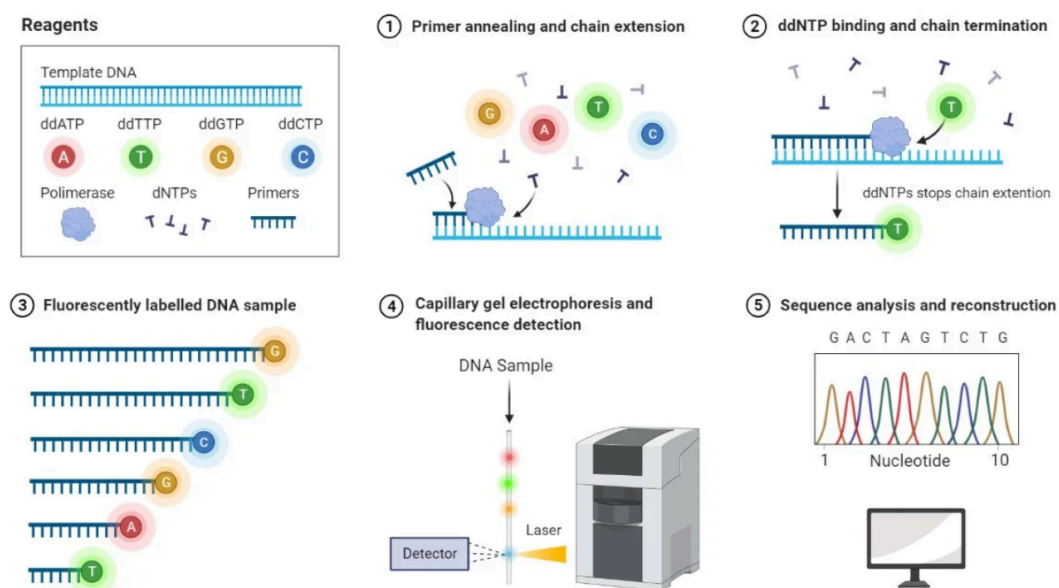 Reagents
Template DNA
ddATP ddTTP ddGTP ddCTP
A T G C
Polimerase dNTPs Primers
1 Primer annealing and chain extension
G A T C
2 ddNTP binding and chain termination
T
ddNTPs stops chain extention
T
3 Fluorescently labelled DNA sample
G
T
C
G
A
T
4 Capillary gel electrophoresis and
fluorescence detection
DNA Sample
Laser
Detector
5 Sequence analysis and reconstruction
G A C T A G T C T G
1 Nucleotide 10